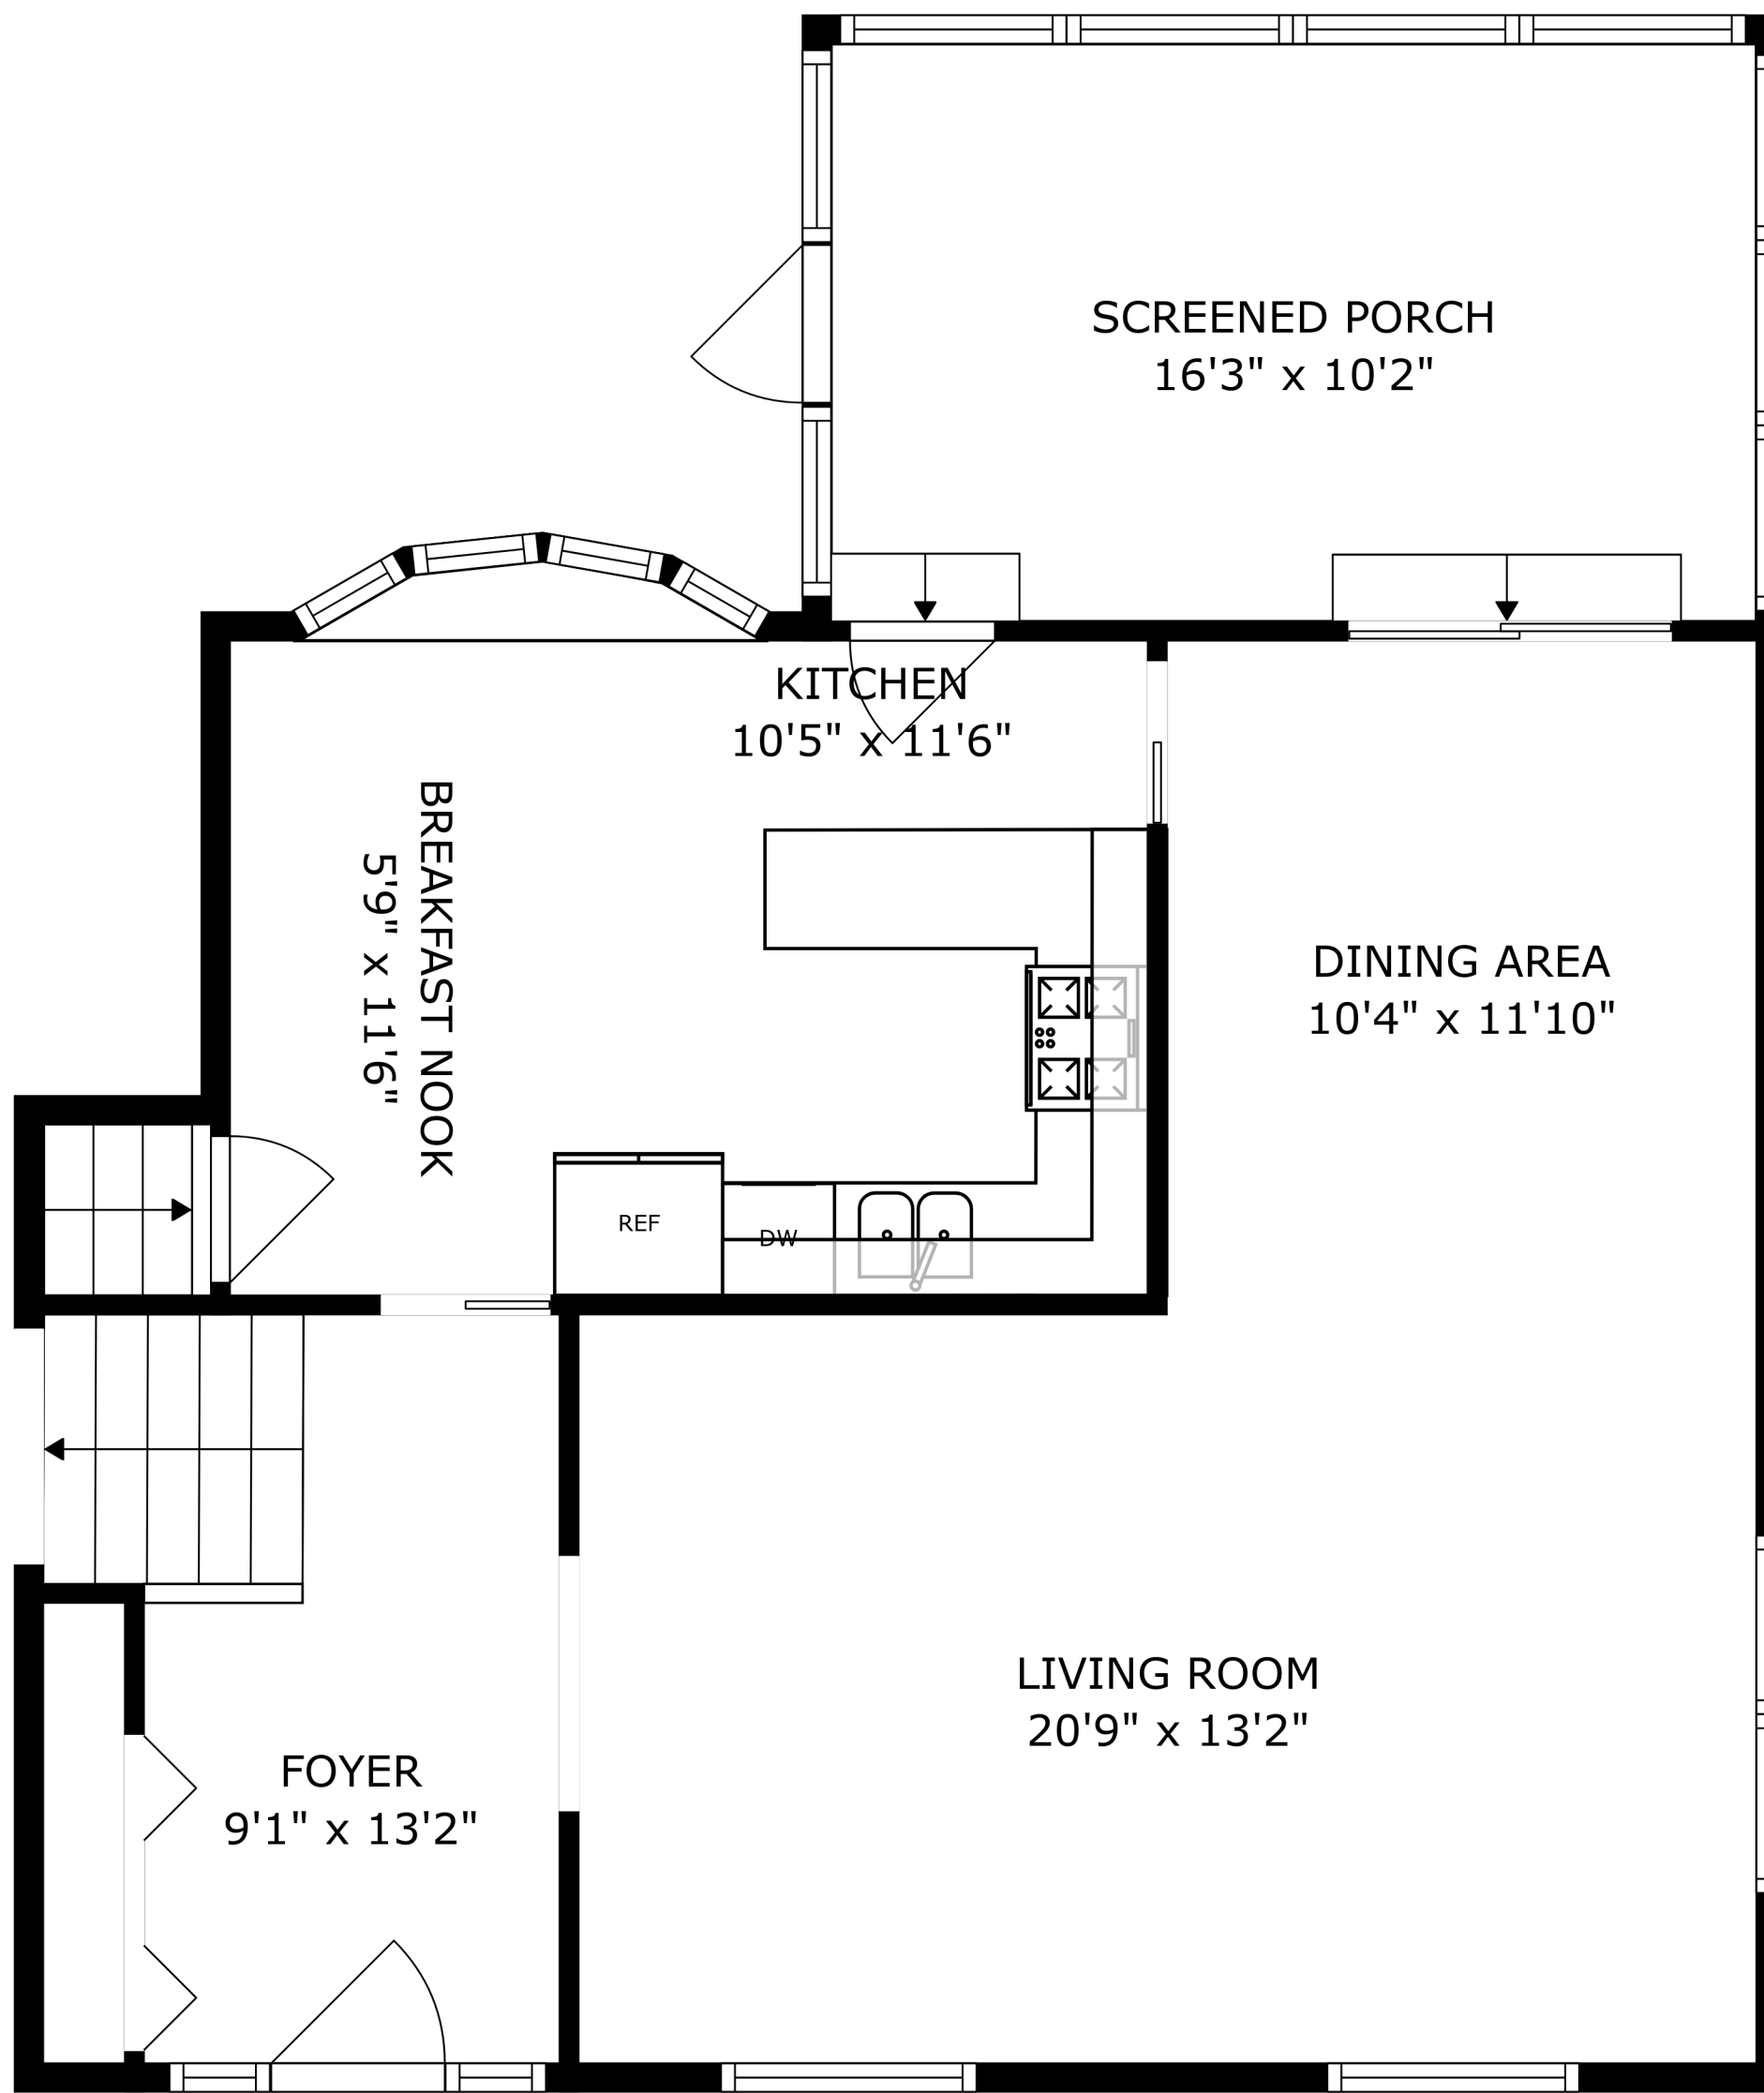 SCREENED PORCH
16'3" x 10'2"
KITCHEN
10'5" x 11'6"
BREAKFAST NOOK
5'9" x 11'6"
DINING AREA
10'4" x 11'10"
REF
DW
LIVING ROOM
20'9" x 13'2"
FOYER
9'1" x 13'2"